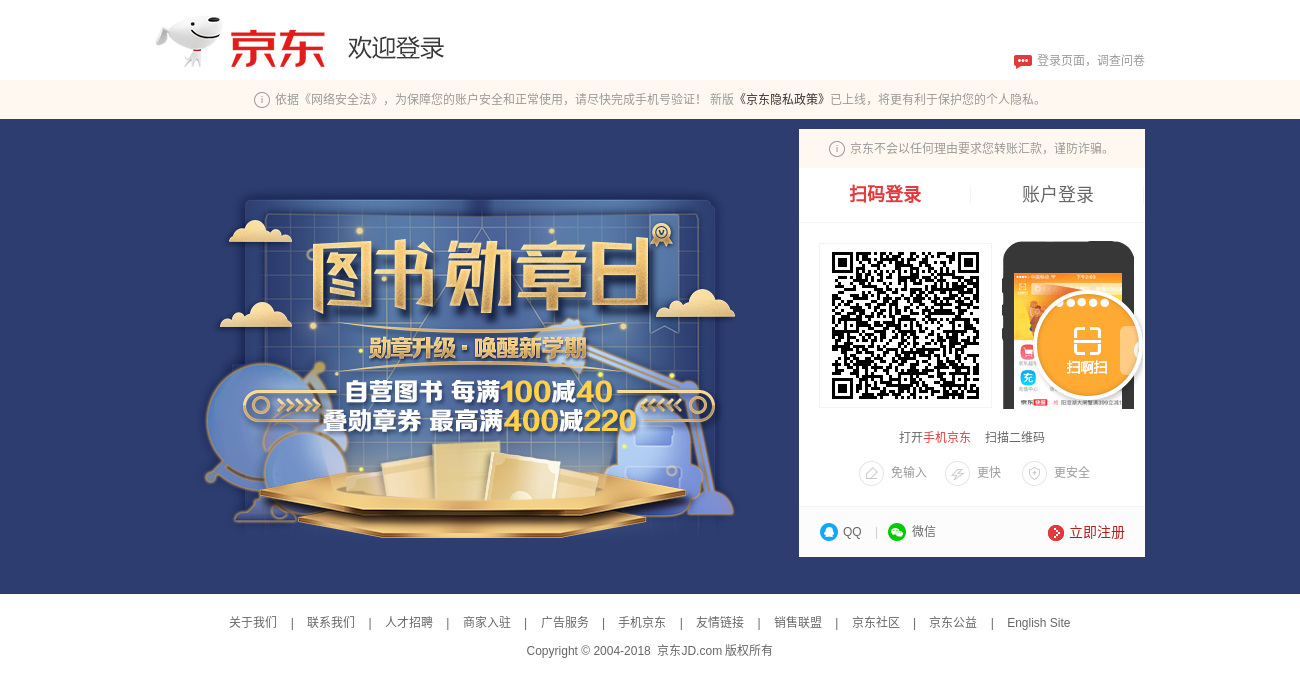 京东 欢迎登录
登录页面，调查问卷
依据《网络安全法》，为保障您的账户安全和正常使用，请尽快完成手机号验证！ 新版《京东隐私政策》已上线，将更有利于保护您的个人隐私。
京东不会以任何理由要求您转账汇款，谨防诈骗。
扫码登录 账户登录
图书勋章日
勋章升级·唤醒新学期
自营图书 每满100减40
叠勋章券 最高满400减220
扫啊扫
充
打开手机京东 扫描二维码
免输入 更快 更安全
QQ | 微信 立即注册
关于我们 | 联系我们 | 人才招聘 | 商家入驻 | 广告服务 | 手机京东 | 友情链接 | 销售联盟 | 京东社区 | 京东公益 | English Site
Copyright © 2004-2018 京东JD.com 版权所有